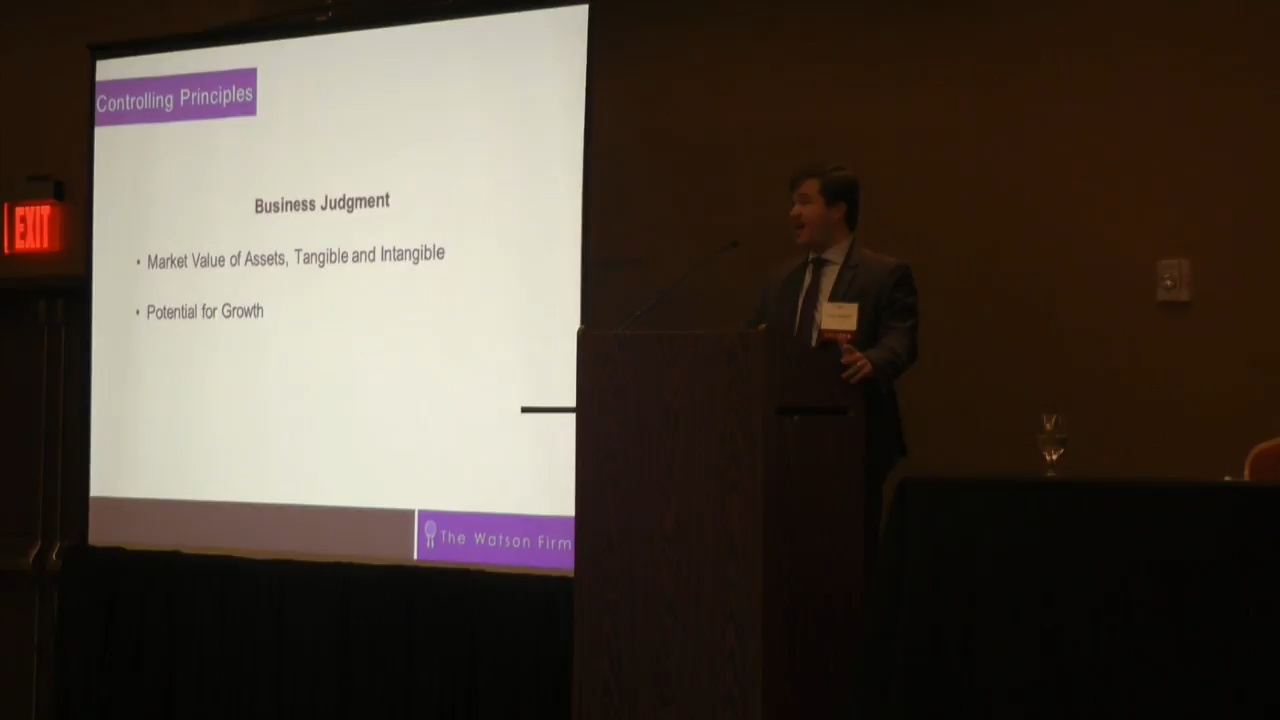 Controlling Principles
Business Judgment
• Market Value of Assets, Tangible and Intangible
• Potential for Growth
The Watson Firm
EXIT